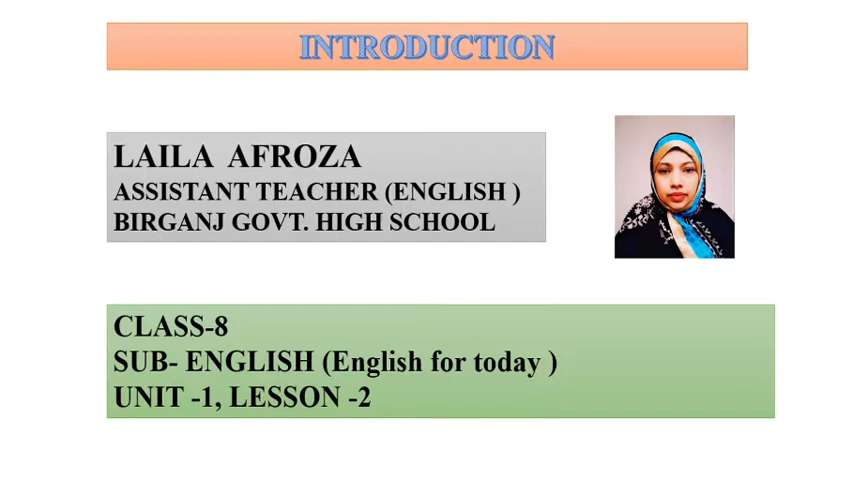 INTRODUCTION
LAILA AFROZA
ASSISTANT TEACHER (ENGLISH )
BIRGANJ GOVT. HIGH SCHOOL
CLASS-8
SUB- ENGLISH (English for today )
UNIT -1, LESSON -2